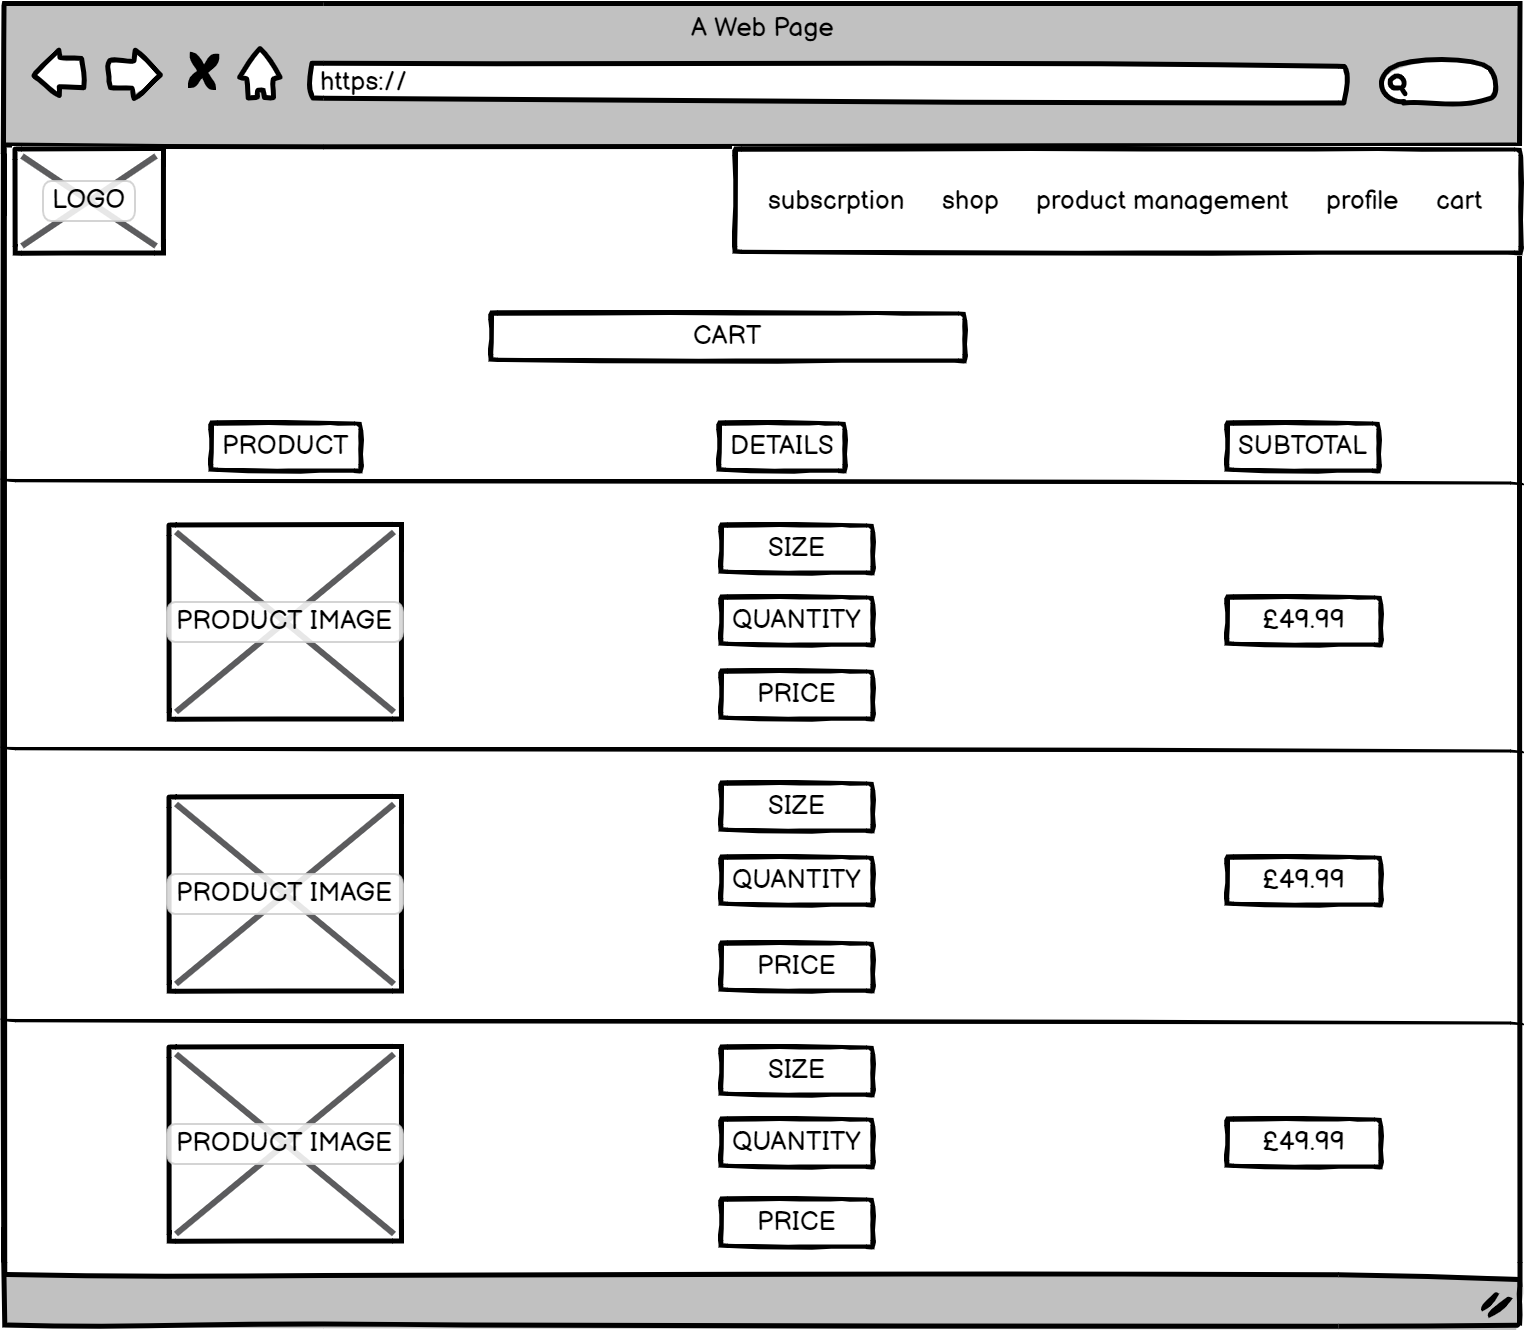 A Web Page
https://
LOGO
subscrption shop product management profile cart
CART
PRODUCT DETAILS SUBTOTAL
SIZE
PRODUCT IMAGE QUANTITY £49.99
PRICE
SIZE
PRODUCT IMAGE QUANTITY £49.99
PRICE
SIZE
PRODUCT IMAGE QUANTITY £49.99
PRICE